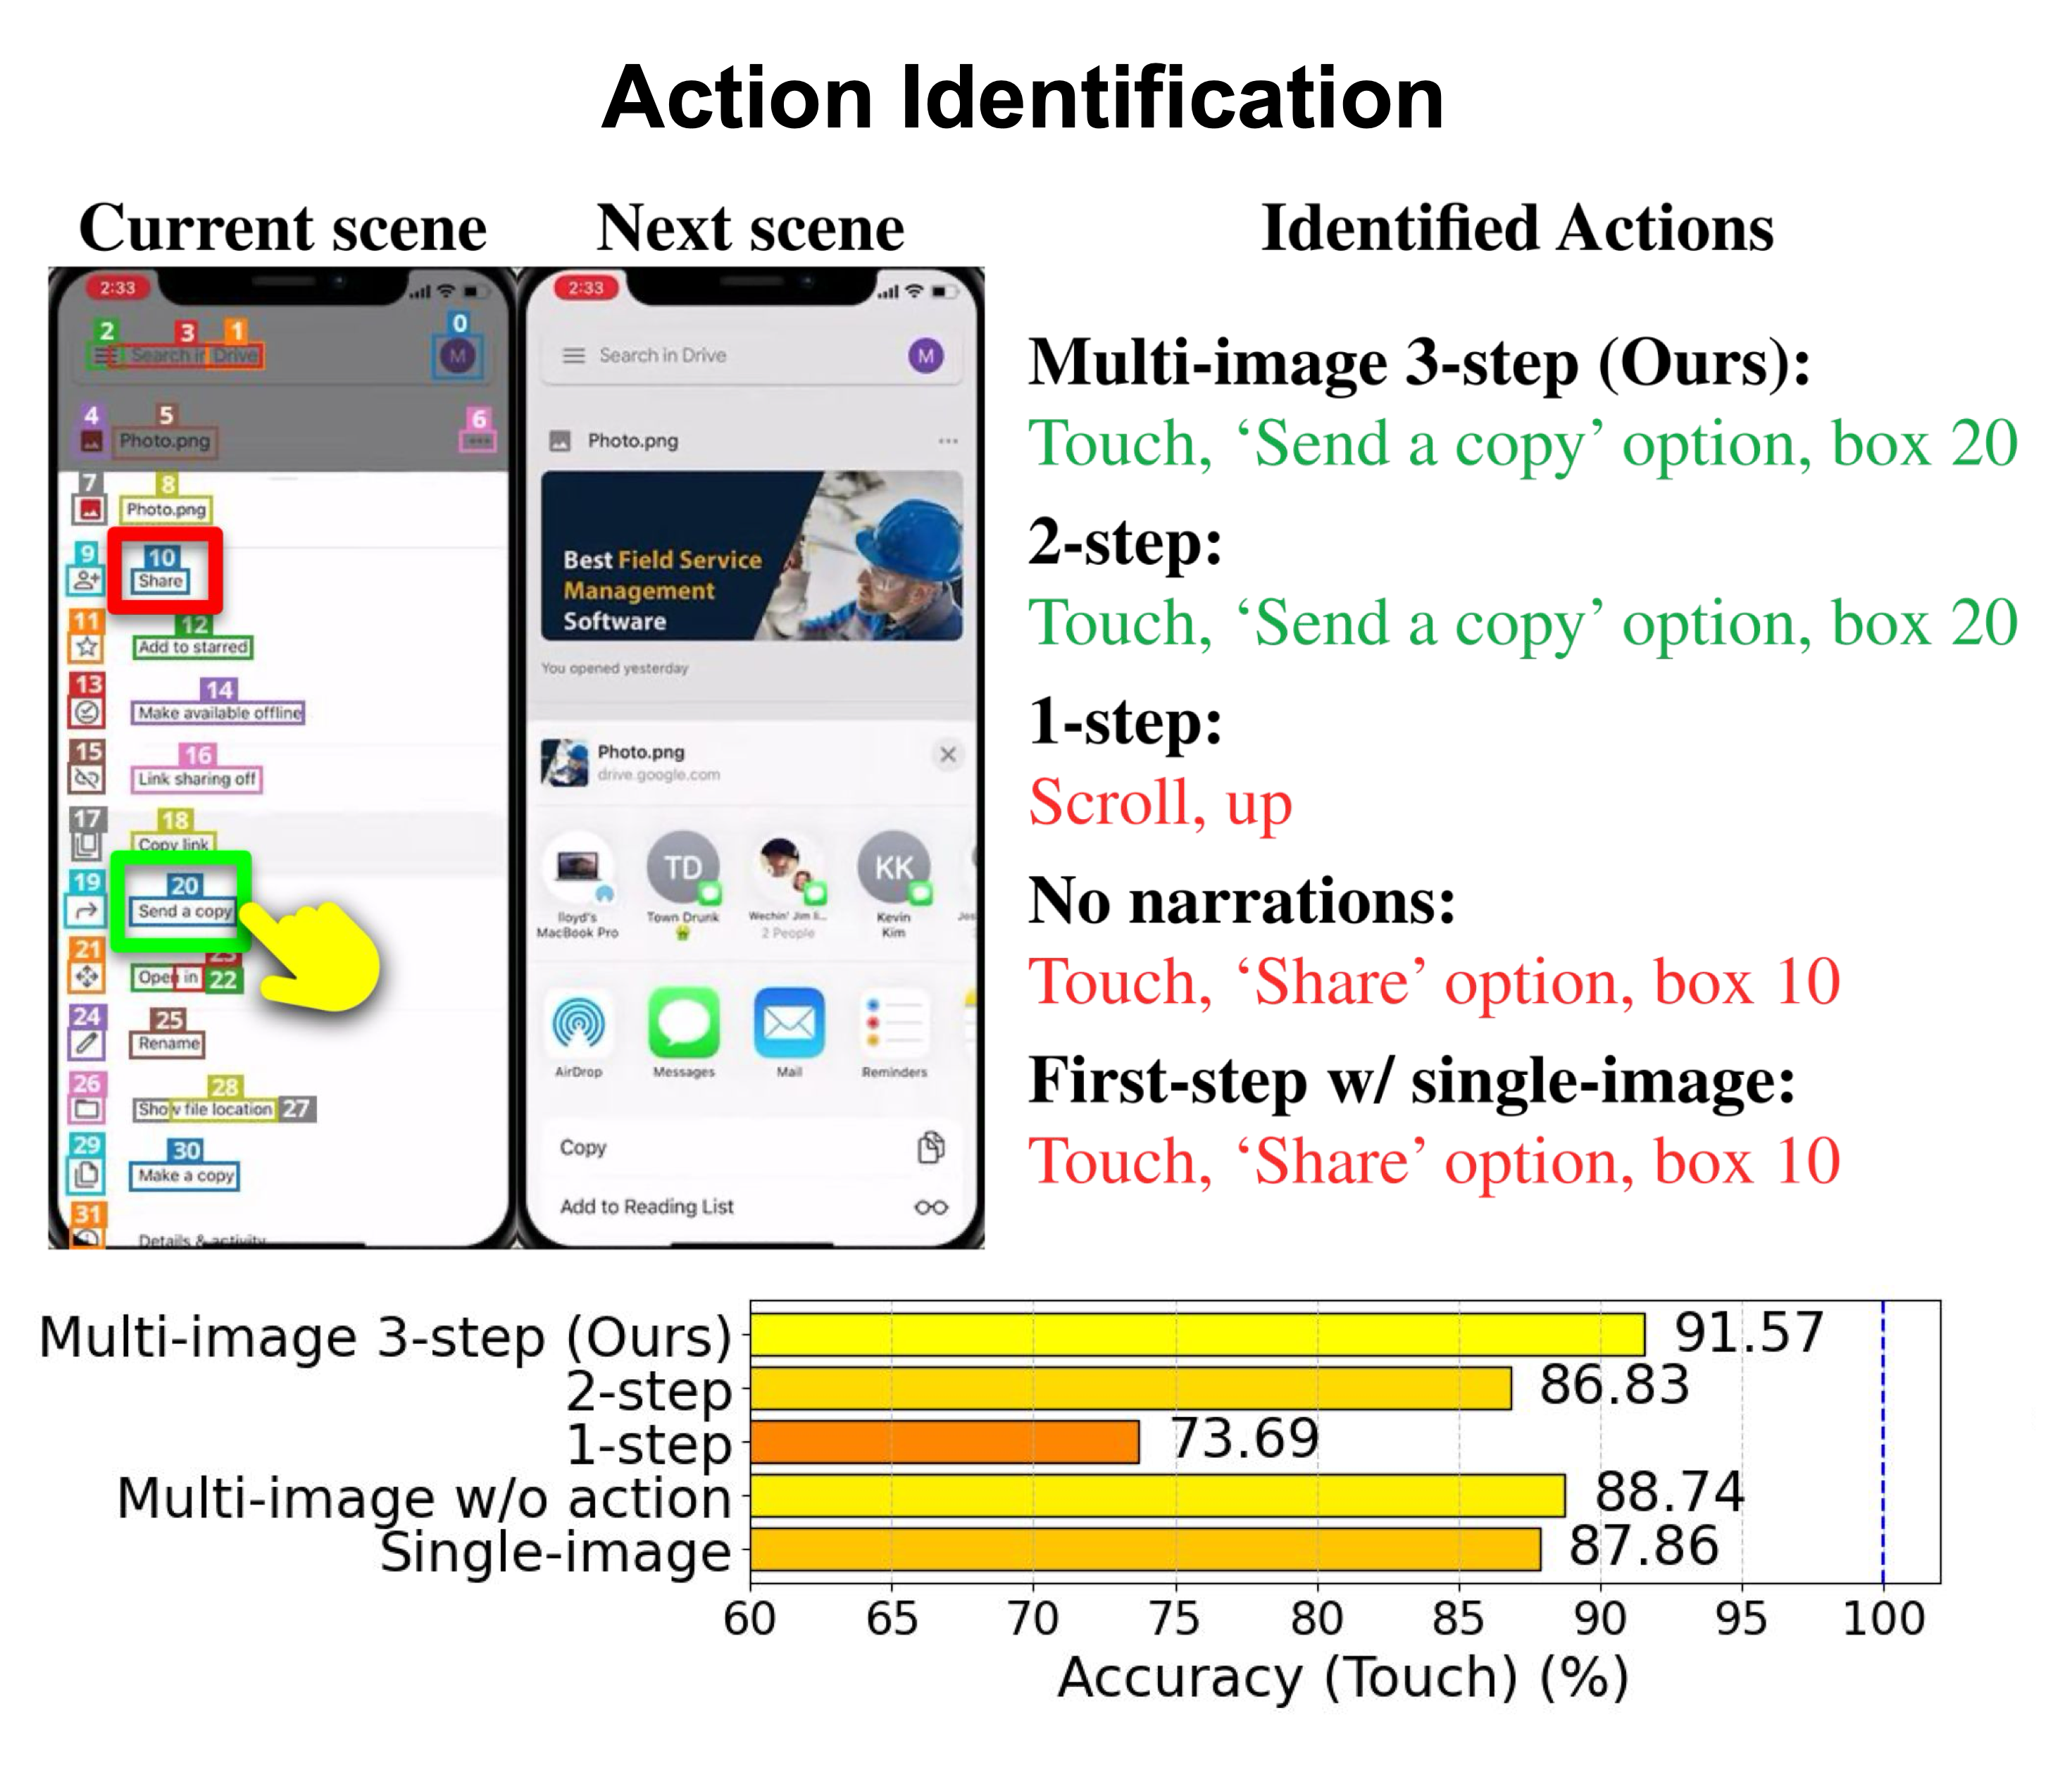 Action Identification
Current scene
Next scene
Identified Actions
2:33
2
3
1
0
Search in Drive
M
4
5
6
Photo.png
7
8
Photo.png
9
10
Share
11
12
Add to starred
13
14
Make available offline
15
16
Link sharing off
17
18
Copy link
19
20
Send a copy
21
23
Open in
22
24
25
Rename
26
28
Show file location
27
29
30
Make a copy
31
Details & activity
2:33
Search in Drive
M
Photo.png
Best Field Service
Management
Software
You opened yesterday
Photo.png
drive.google.com
TD
KK
lloyd's
MacBook Pro
Town Drunk
Wechin' Jim
2 People
Kevin
Kim
AirDrop
Messages
Mail
Reminders
Copy
Add to Reading List
Multi-image 3-step (Ours):
Touch, ‘Send a copy’ option, box 20
2-step:
Touch, ‘Send a copy’ option, box 20
1-step:
Scroll, up
No narrations:
Touch, ‘Share’ option, box 10
First-step w/ single-image:
Touch, ‘Share’ option, box 10
Multi-image 3-step (Ours)
91.57
2-step
86.83
1-step
73.69
Multi-image w/o action
88.74
Single-image
87.86
60 65 70 75 80 85 90 95 100
Accuracy (Touch) (%)